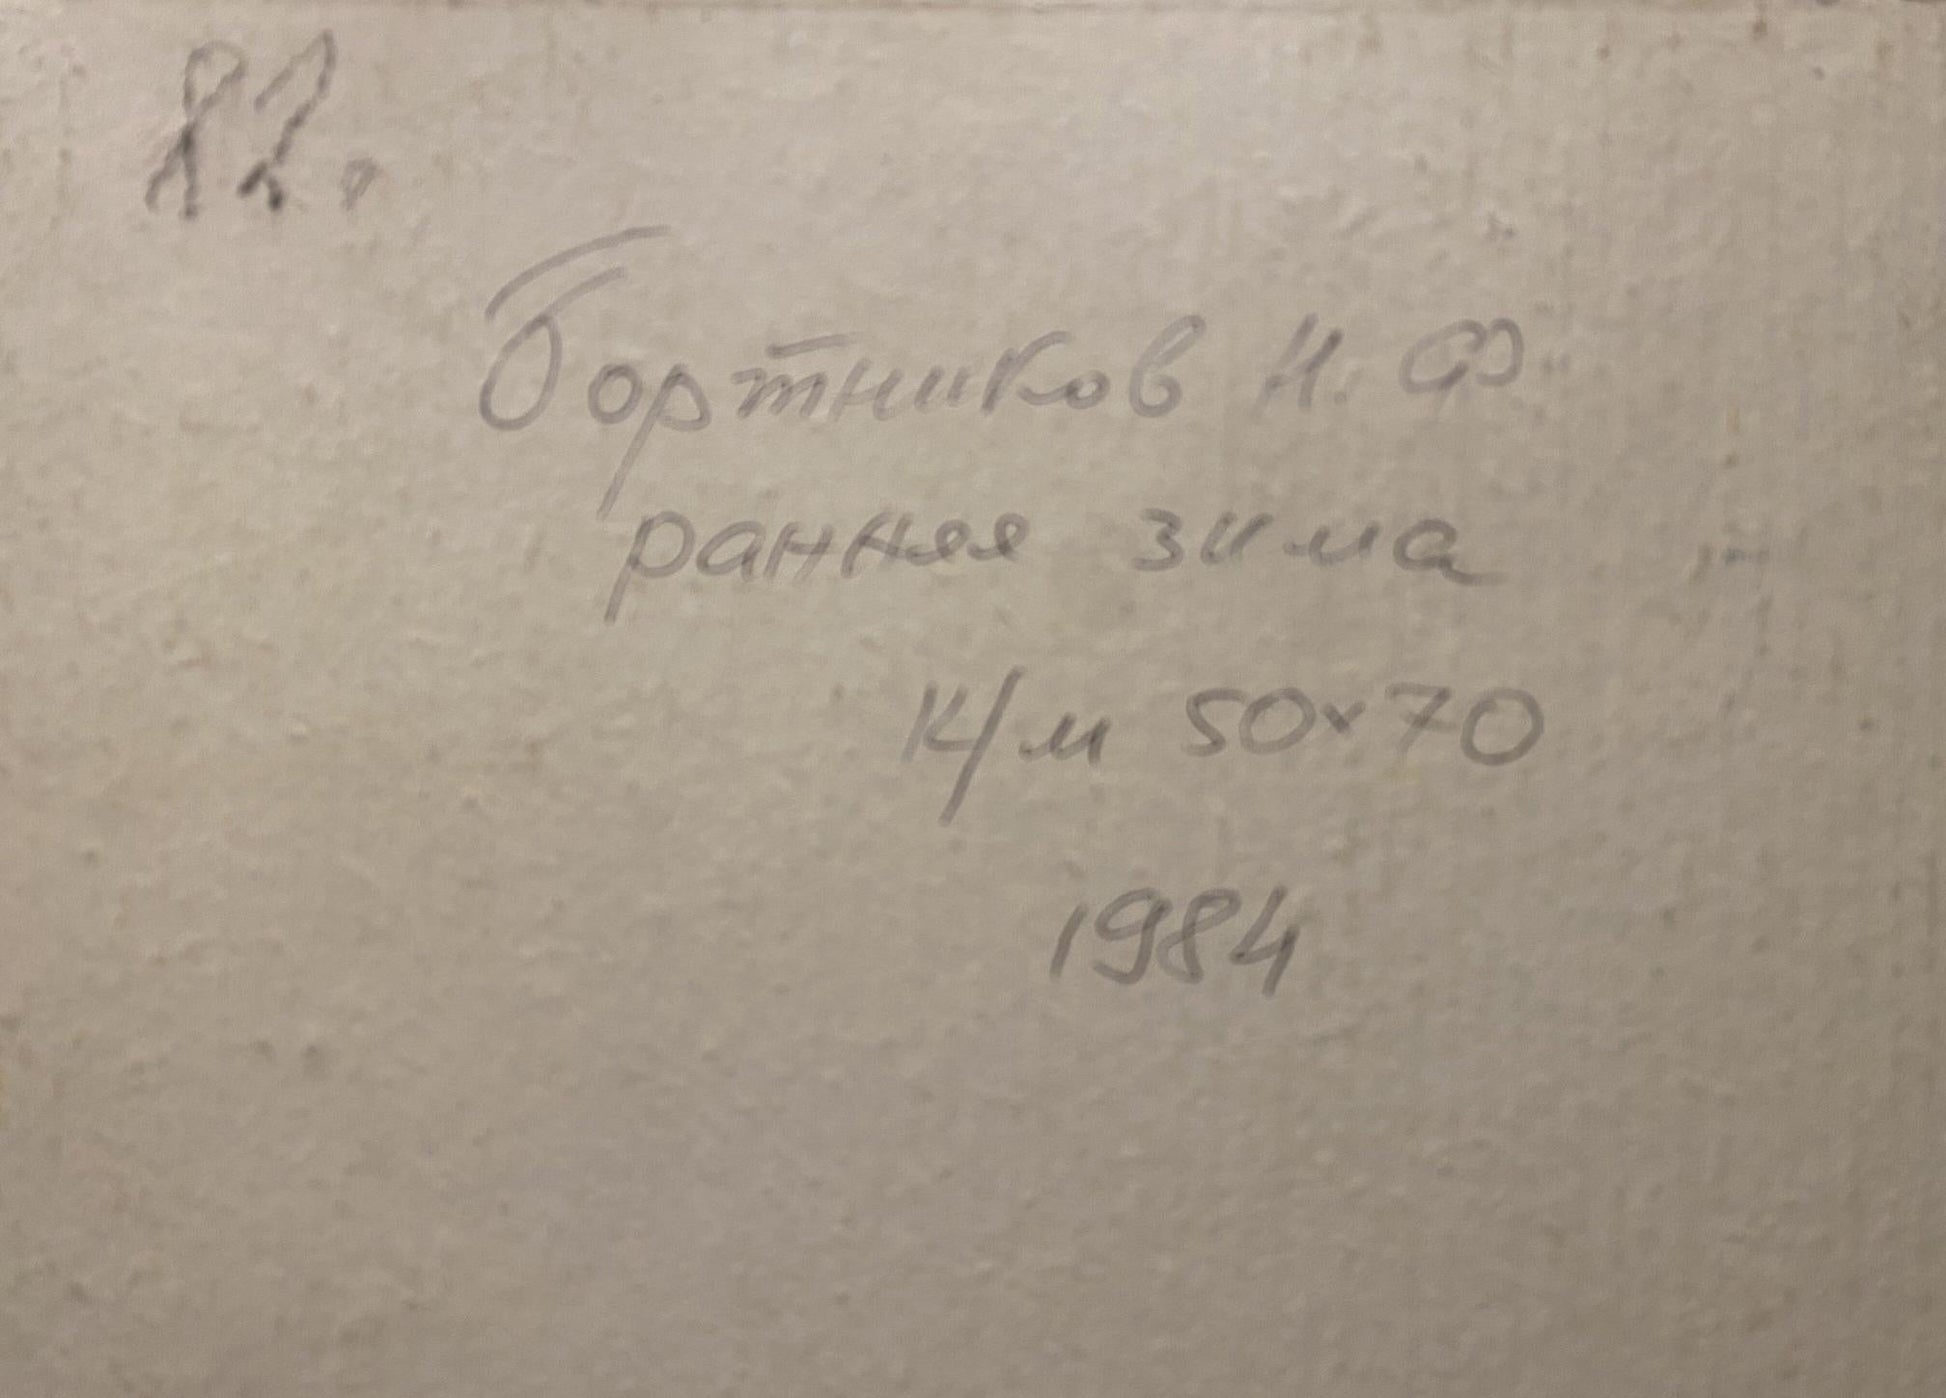 82.
Бортников Н. Ф.
ранняя зима
к/м 50×70
1984